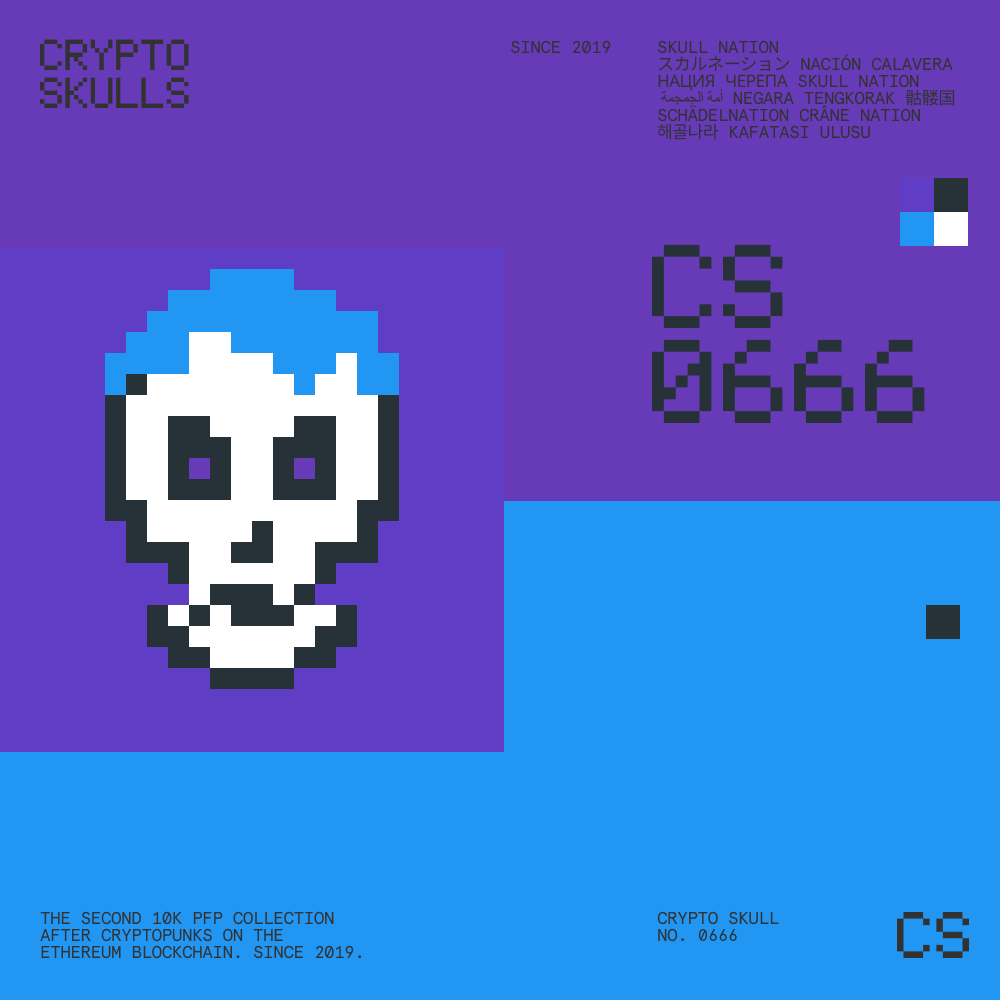 CRYPTO
SKULLS
SINCE 2019
SKULL NATION
スカルネーション NACIÓN CALAVERA
НАЦИЯ ЧЕРЕПА SKULL NATION
أمة الجمجمة NEGARA TENGKORAK 骷髅国
SCHÄDELNATION CRÂNE NATION
해골나라 KAFATASI ULUSU
CS
0666
THE SECOND 10K PFP COLLECTION
AFTER CRYPTOPUNKS ON THE
ETHEREUM BLOCKCHAIN. SINCE 2019.
CRYPTO SKULL
NO. 0666
CS